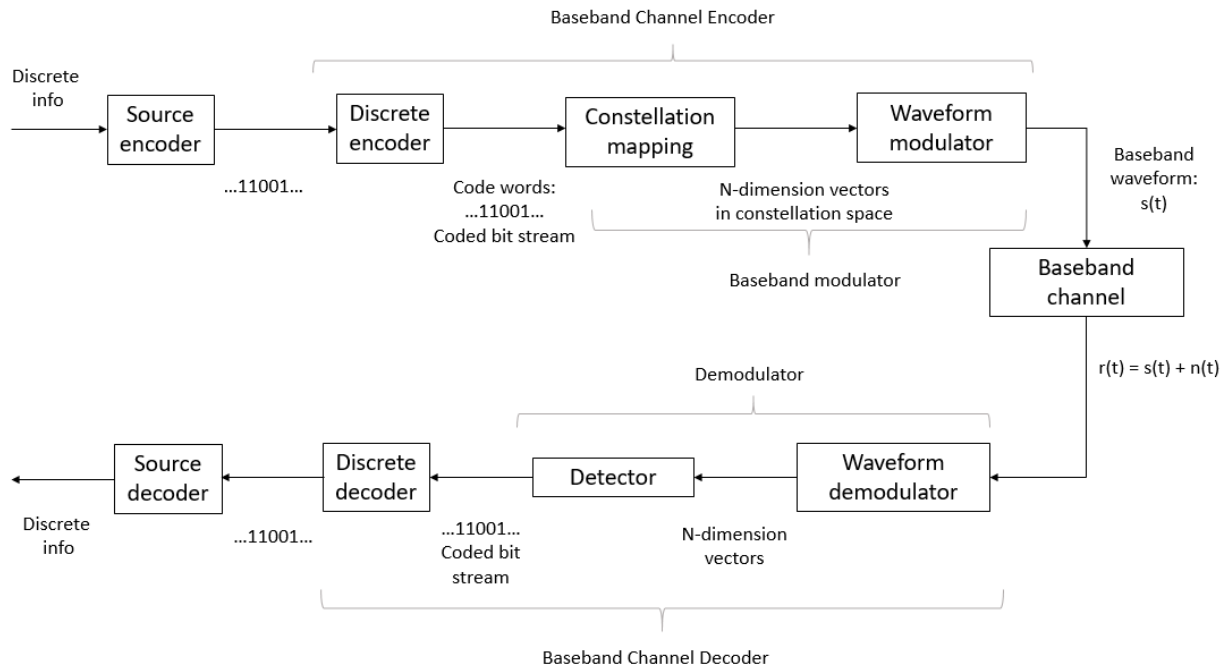 Baseband Channel Encoder
Discrete
info
Source
encoder
Discrete
encoder
Constellation
mapping
Waveform
modulator
...11001...
Code words:
...11001...
Coded bit stream
N-dimension vectors
in constellation space
Baseband
waveform:
s(t)
Baseband modulator
Baseband
channel
r(t) = s(t) + n(t)
Demodulator
Source
decoder
Discrete
decoder
Detector
Waveform
demodulator
Discrete
info
...11001...
...11001...
Coded bit
stream
N-dimension
vectors
Baseband Channel Decoder